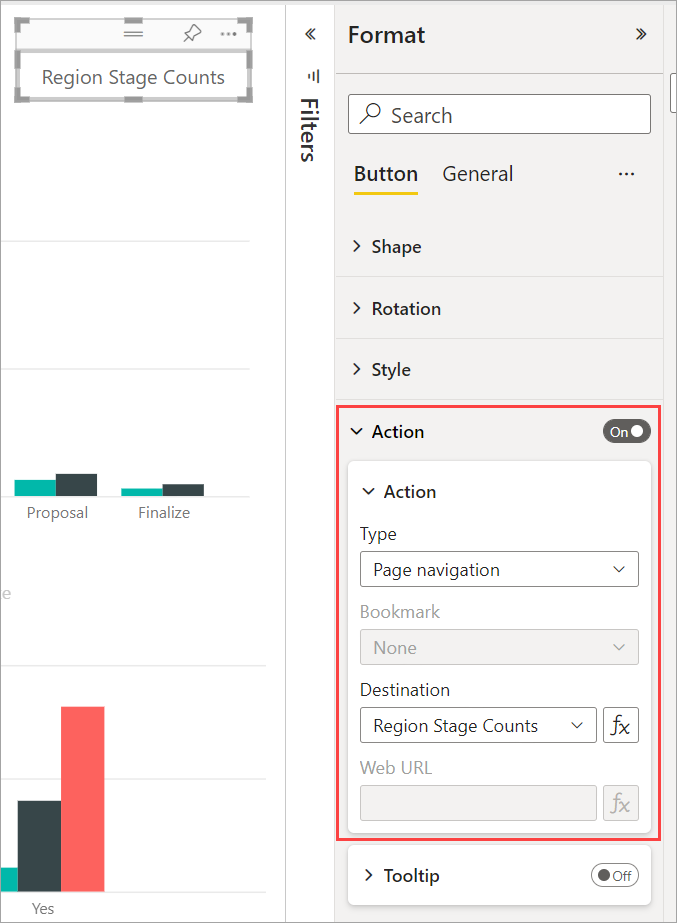 Region Stage Counts
Proposal
Finalize
e
Yes
Filters
Format
Search
Button General
Shape
Rotation
Style
Action On
Action
Type
Page navigation
Bookmark
None
Destination
Region Stage Counts fx
Web URL
fx
Tooltip Off